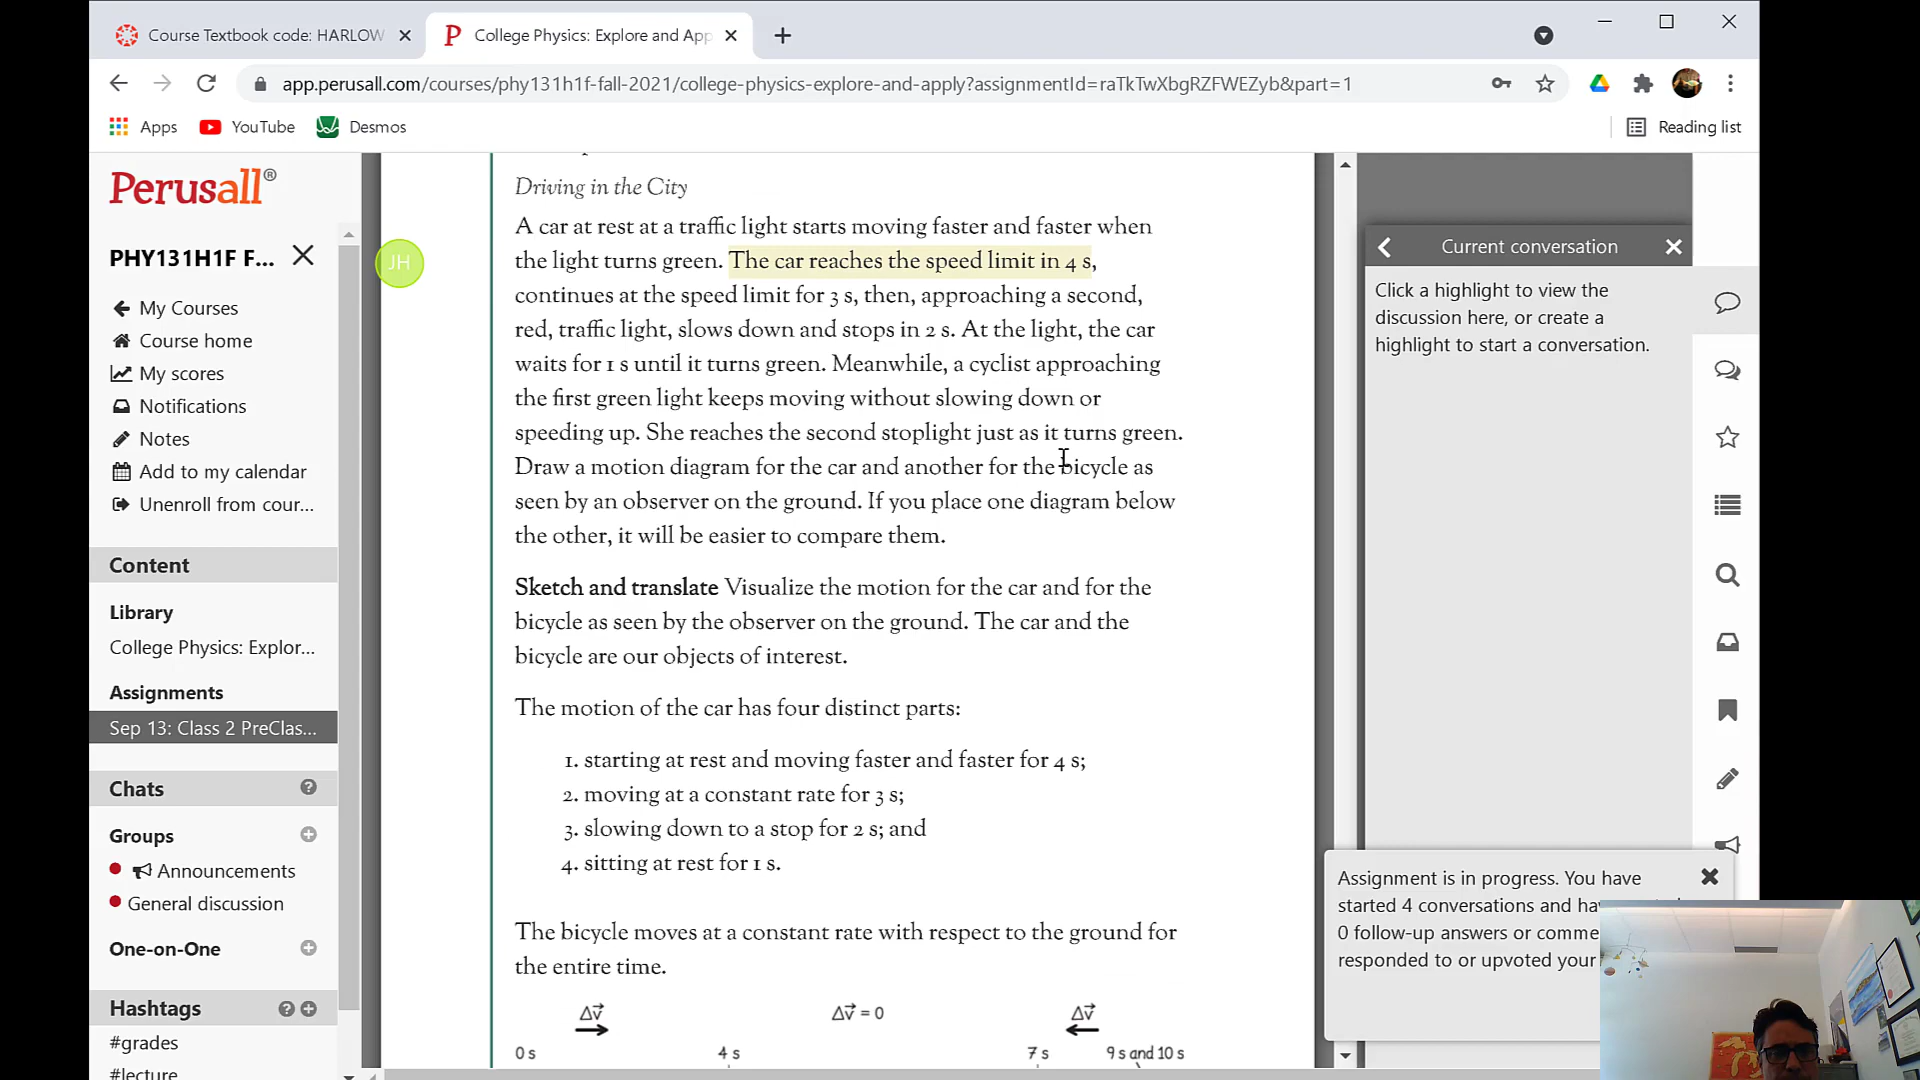 Course Textbook code: HARLOW
College Physics: Explore and App
app.perusall.com/courses/phy131h1f-fall-2021/college-physics-explore-and-apply?assignmentId=raTkTwXbgRZFWEZyb&part=1
Apps
YouTube
Desmos
Reading list
Perusall®
PHY131H1F F...
My Courses
Course home
My scores
Notifications
Notes
Add to my calendar
Unenroll from cour...
Content
Library
College Physics: Explor...
Assignments
Sep 13: Class 2 PreClas...
Chats
Groups
Announcements
General discussion
One-on-One
Hashtags
#grades
#lecture
JH
Driving in the City
A car at rest at a traffic light starts moving faster and faster when
the light turns green. The car reaches the speed limit in 4 s,
continues at the speed limit for 3 s, then, approaching a second,
red, traffic light, slows down and stops in 2 s. At the light, the car
waits for 1 s until it turns green. Meanwhile, a cyclist approaching
the first green light keeps moving without slowing down or
speeding up. She reaches the second stoplight just as it turns green.
Draw a motion diagram for the car and another for the bicycle as
seen by an observer on the ground. If you place one diagram below
the other, it will be easier to compare them.
Sketch and translate Visualize the motion for the car and for the
bicycle as seen by the observer on the ground. The car and the
bicycle are our objects of interest.
The motion of the car has four distinct parts:
1. starting at rest and moving faster and faster for 4 s;
2. moving at a constant rate for 3 s;
3. slowing down to a stop for 2 s; and
4. sitting at rest for 1 s.
The bicycle moves at a constant rate with respect to the ground for
the entire time.
Δv⃗ Δv⃗ = 0 Δv⃗
0 s 4 s 7 s 9 s and 10 s
Current conversation
Click a highlight to view the
discussion here, or create a
highlight to start a conversation.
Assignment is in progress. You have
started 4 conversations and
0 follow-up answers or
responded to or upvoted your